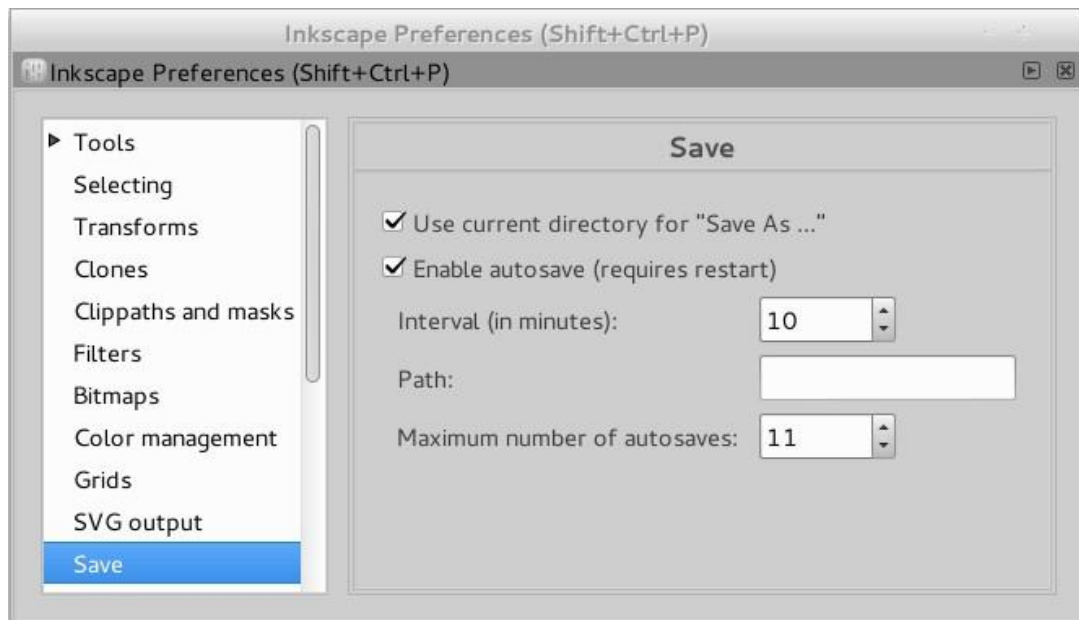 Inkscape Preferences (Shift+Ctrl+P)
Inkscape Preferences (Shift+Ctrl+P)
Tools
Selecting
Transforms
Clones
Clippaths and masks
Filters
Bitmaps
Color management
Grids
SVG output
Save
Save
Use current directory for "Save As ..."
Enable autosave (requires restart)
Interval (in minutes): 10
Path:
Maximum number of autosaves: 11